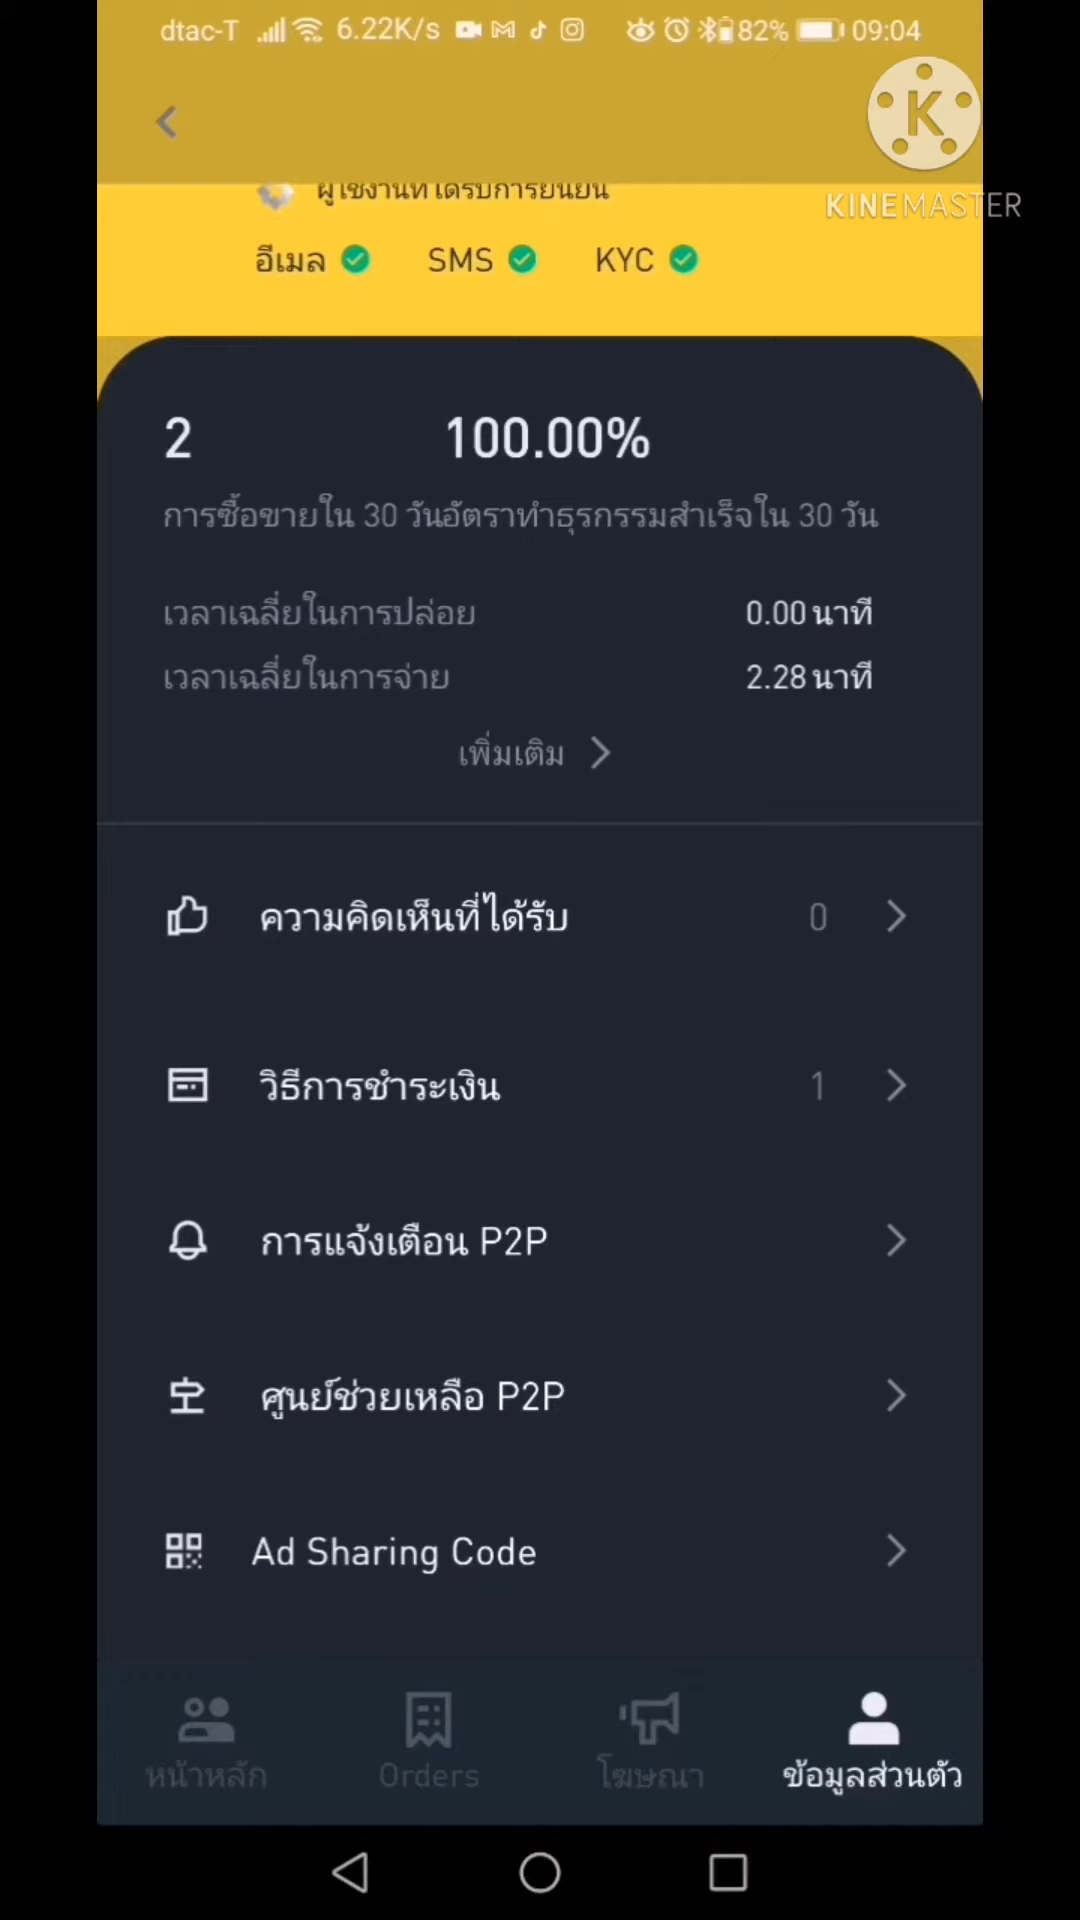 dtac-T 6.22K/s 82% 09:04
K
KINEMASTER
ผู้ใช้งานที่ได้รับการยืนยัน
อีเมล SMS KYC
2 100.00%
การซื้อขายใน 30 วันอัตราทำธุรกรรมสำเร็จใน 30 วัน
เวลาเฉลี่ยในการปล่อย 0.00 นาที
เวลาเฉลี่ยในการจ่าย 2.28 นาที
เพิ่มเติม
ความคิดเห็นที่ได้รับ 0
วิธีการชำระเงิน 1
การแจ้งเตือน P2P
ศูนย์ช่วยเหลือ P2P
Ad Sharing Code
หน้าหลัก Orders โฆษณา ข้อมูลส่วนตัว